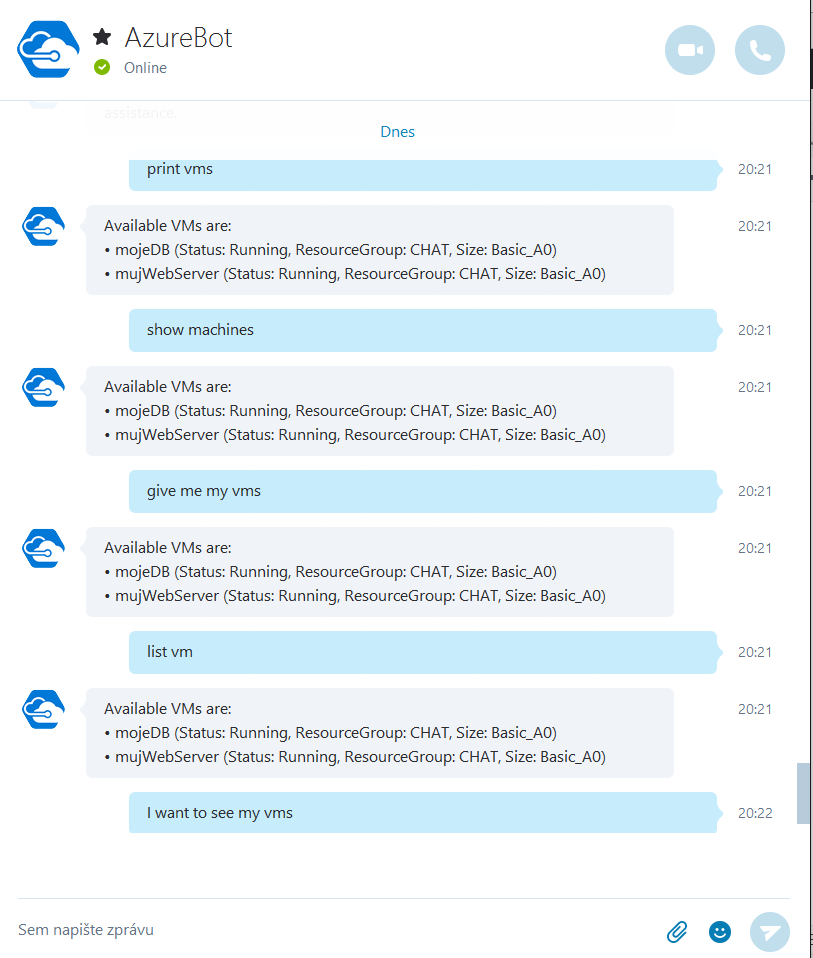 AzureBot
Online
assistance.
Dnes
print vms
20:21
Available VMs are:
20:21
• mojeDB (Status: Running, ResourceGroup: CHAT, Size: Basic_A0)
• mujWebServer (Status: Running, ResourceGroup: CHAT, Size: Basic_A0)
show machines
20:21
Available VMs are:
20:21
• mojeDB (Status: Running, ResourceGroup: CHAT, Size: Basic_A0)
• mujWebServer (Status: Running, ResourceGroup: CHAT, Size: Basic_A0)
give me my vms
20:21
Available VMs are:
20:21
• mojeDB (Status: Running, ResourceGroup: CHAT, Size: Basic_A0)
• mujWebServer (Status: Running, ResourceGroup: CHAT, Size: Basic_A0)
list vm
20:21
Available VMs are:
20:21
• mojeDB (Status: Running, ResourceGroup: CHAT, Size: Basic_A0)
• mujWebServer (Status: Running, ResourceGroup: CHAT, Size: Basic_A0)
I want to see my vms
20:22
Sem napište zprávu